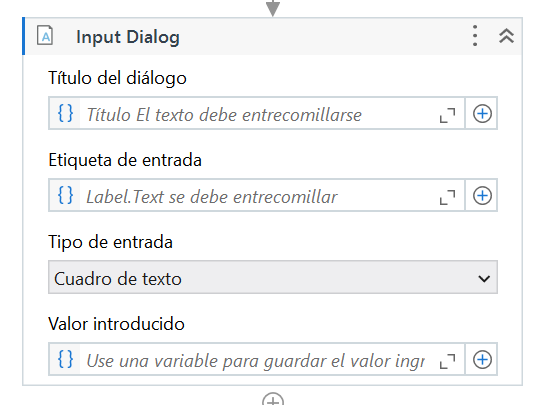 A
Input Dialog
Título del diálogo
{} Título El texto debe entrecomillarse
Etiqueta de entrada
{} Label.Text se debe entrecomillar
Tipo de entrada
Cuadro de texto
Valor introducido
{} Use una variable para guardar el valor ingr